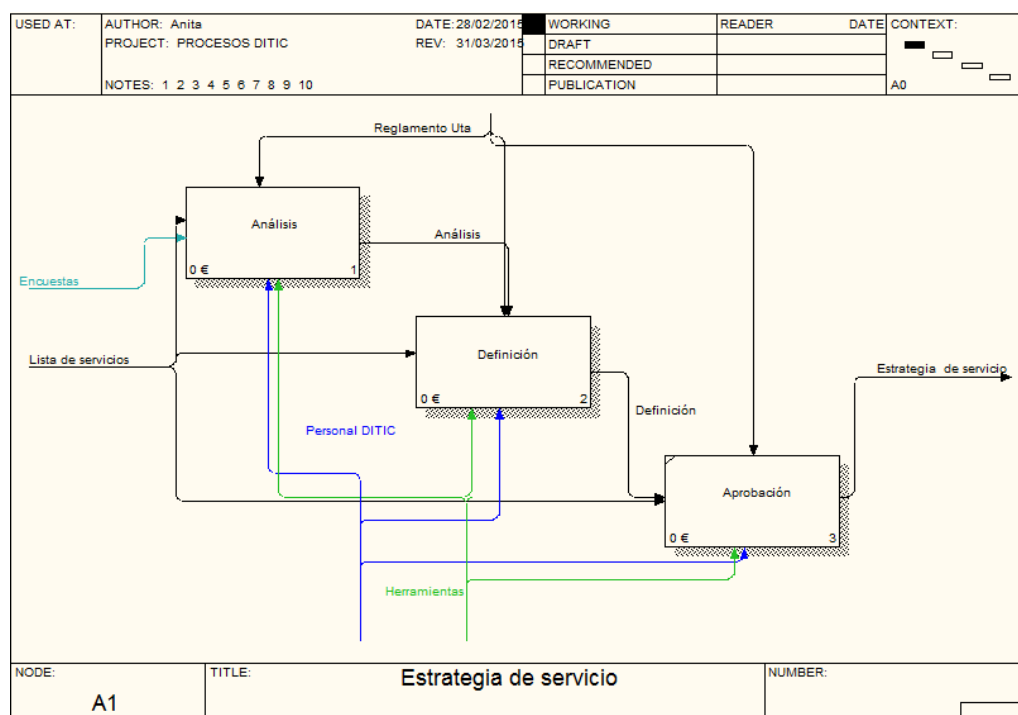 USED AT:
AUTHOR: Anita
DATE: 28/02/2015
WORKING
READER
DATE
CONTEXT:
PROJECT: PROCESOS DITIC
REV: 31/03/2015
DRAFT
RECOMMENDED
NOTES: 1 2 3 4 5 6 7 8 9 10
PUBLICATION
A0
Reglamento Uta
Análisis
0 €
1
Análisis
Encuestas
Lista de servicios
Definición
0 €
2
Estrategia de servicio
Definición
Personal DITIC
Aprobación
0 €
3
Herramientas
NODE:
A1
TITLE:
Estrategia de servicio
NUMBER: